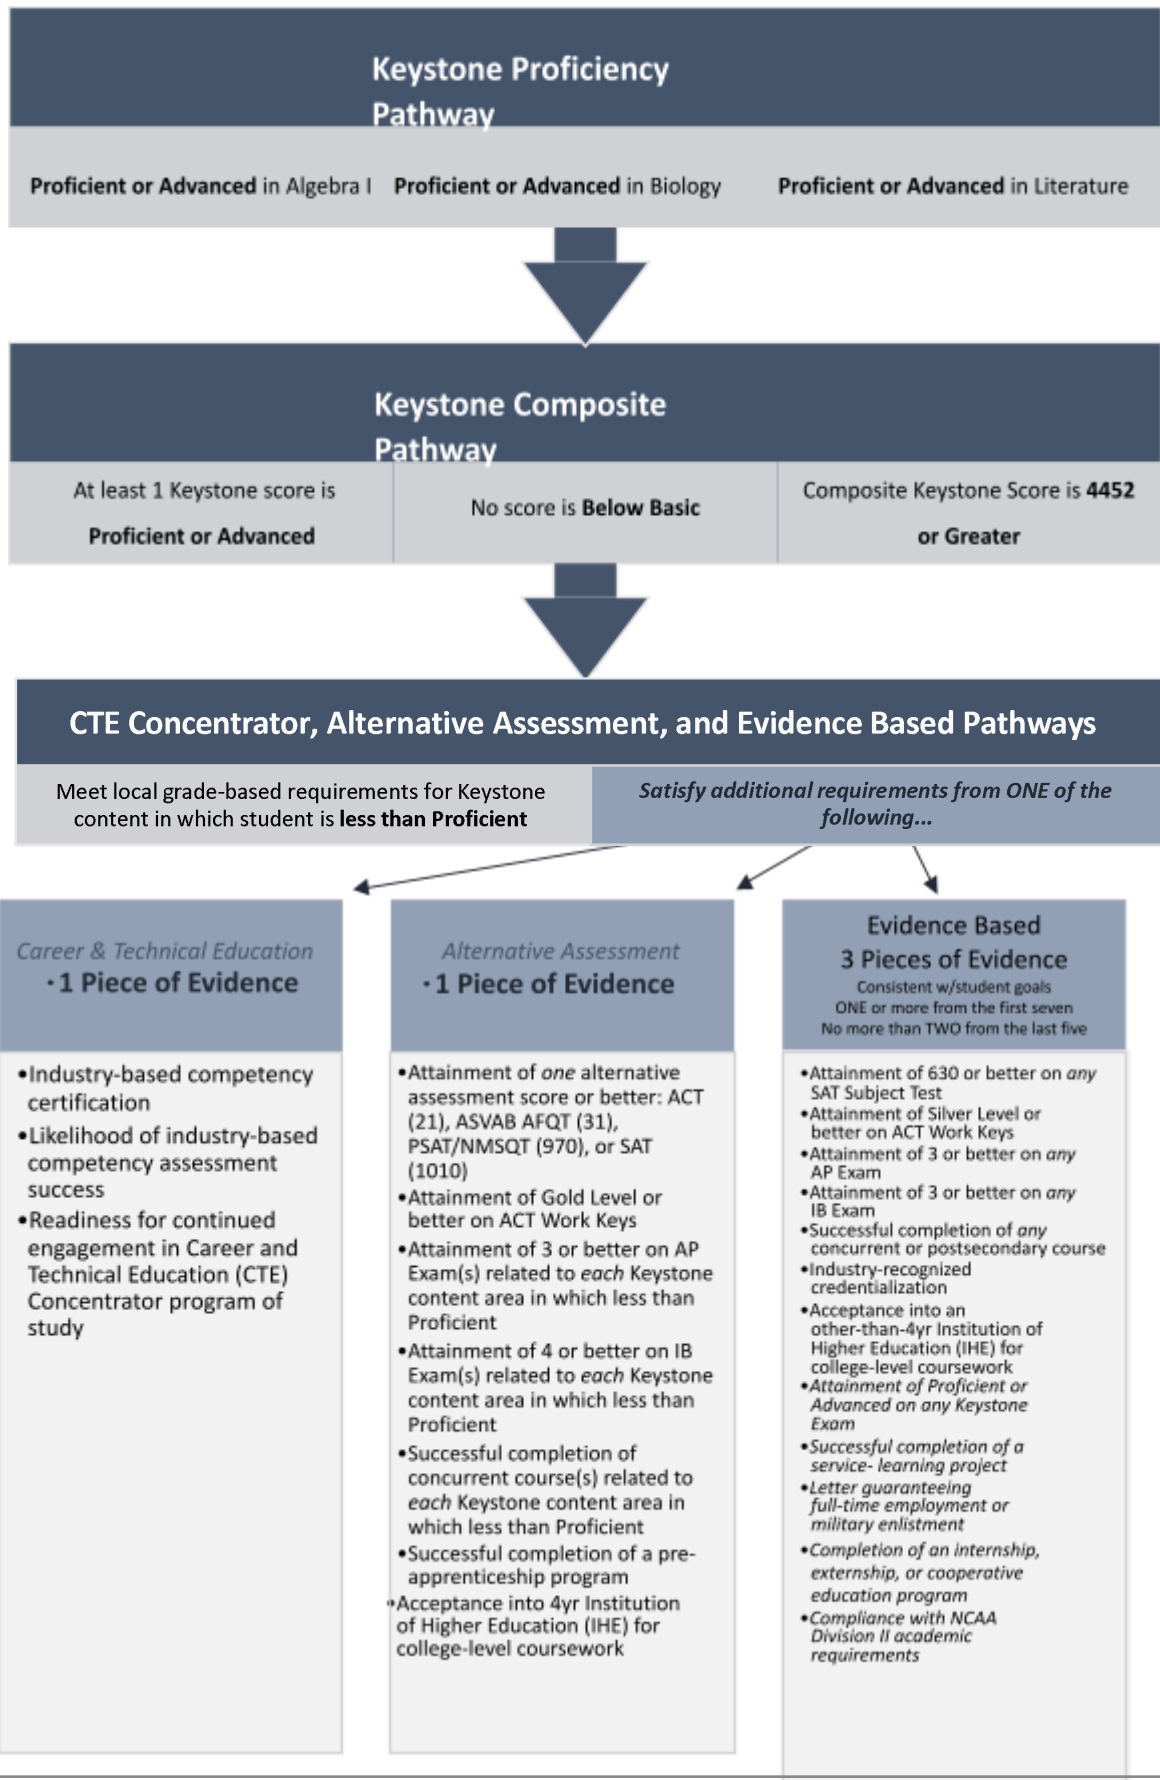 Keystone Proficiency
Pathway
Proficient or Advanced in Algebra I
Proficient or Advanced in Biology
Proficient or Advanced in Literature
Keystone Composite
Pathway
At least 1 Keystone score is
Proficient or Advanced
No score is Below Basic
Composite Keystone Score is 4452
or Greater
CTE Concentrator, Alternative Assessment, and Evidence Based Pathways
Meet local grade-based requirements for Keystone
content in which student is less than Proficient
Satisfy additional requirements from ONE of the
following...
Career & Technical Education
· 1 Piece of Evidence
•Industry-based competency
certification
•Likelihood of industry-based
competency assessment
success
•Readiness for continued
engagement in Career and
Technical Education (CTE)
Concentrator program of
study
Alternative Assessment
· 1 Piece of Evidence
•Attainment of one alternative
assessment score or better: ACT
(21), ASVAB AFQT (31),
PSAT/NMSQT (970), or SAT
(1010)
•Attainment of Gold Level or
better on ACT Work Keys
•Attainment of 3 or better on AP
Exam(s) related to each Keystone
content area in which less than
Proficient
•Attainment of 4 or better on IB
Exam(s) related to each Keystone
content area in which less than
Proficient
•Successful completion of
concurrent course(s) related to
each Keystone content area in
which less than Proficient
•Successful completion of a pre-
apprenticeship program
•Acceptance into 4yr Institution
of Higher Education (IHE) for
college-level coursework
Evidence Based
3 Pieces of Evidence
Consistent w/student goals
ONE or more from the first seven
No more than TWO from the last five
•Attainment of 630 or better on any
SAT Subject Test
•Attainment of Silver Level or
better on ACT Work Keys
•Attainment of 3 or better on any
AP Exam
•Attainment of 3 or better on any
IB Exam
•Successful completion of any
concurrent or postsecondary course
•Industry-recognized
credentialization
•Acceptance into an
other-than-4yr Institution of
Higher Education (IHE) for
college-level coursework
•Attainment of Proficient or
Advanced on any Keystone
Exam
•Successful completion of a
service- learning project
•Letter guaranteeing
full-time employment or
military enlistment
•Completion of an internship,
externship, or cooperative
education program
•Compliance with NCAA
Division II academic
requirements